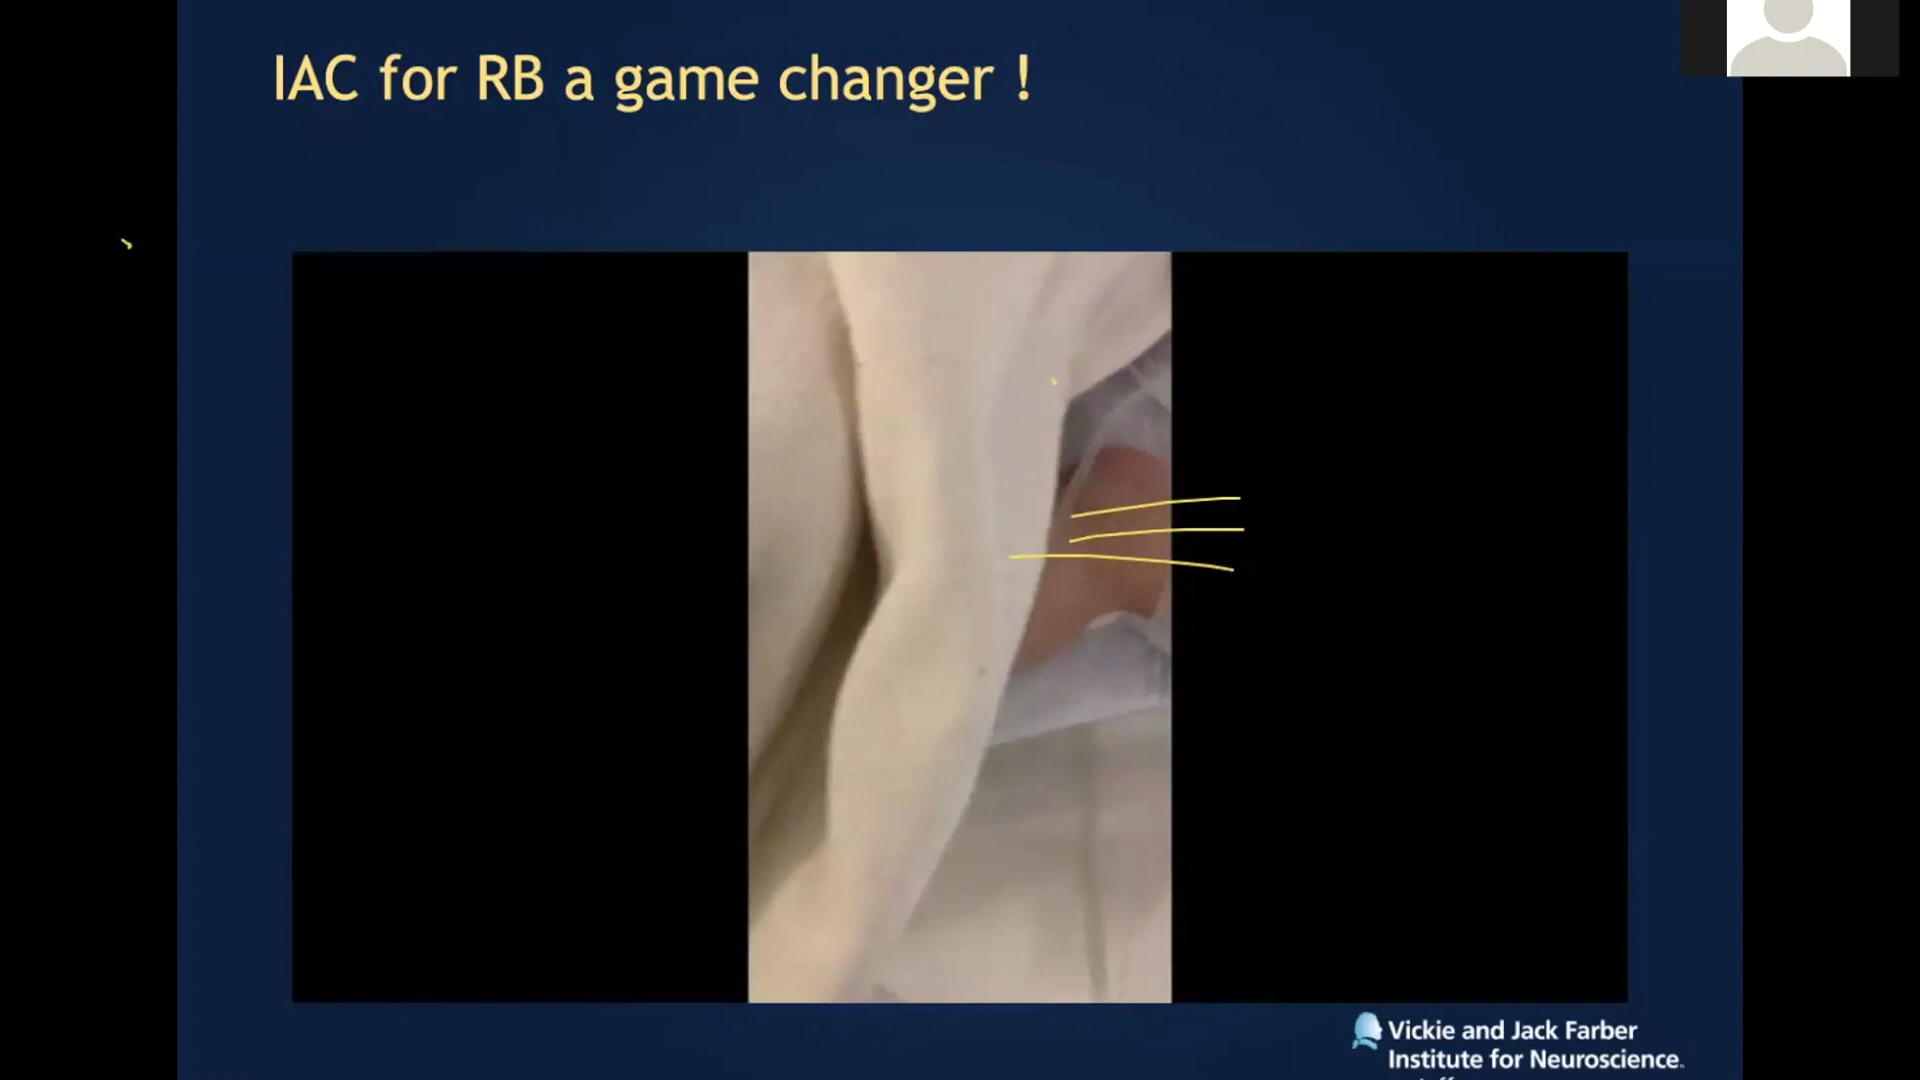 IAC for RB a game changer !
Vickie and Jack Farber
Institute for Neuroscience